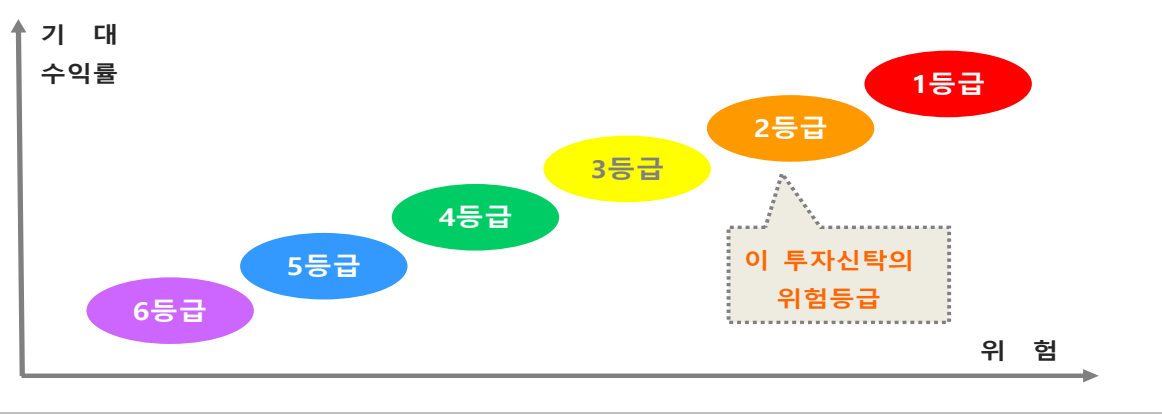 기 대
수익률
1등급
2등급
3등급
4등급
5등급
6등급
이 투자신탁의
위험등급
위 험